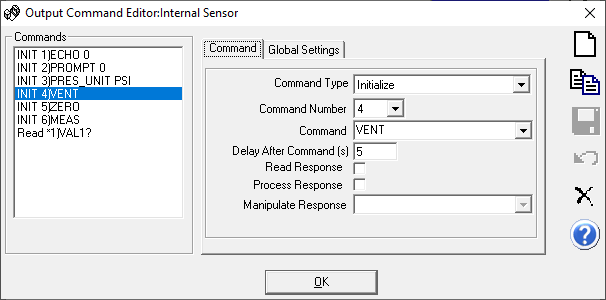 Output Command Editor:Internal Sensor
Commands
INIT 1)ECHO 0
INIT 2)PROMPT 0
INIT 3)PRES_UNIT PSI
INIT 4)VENT
INIT 5)ZERO
INIT 6)MEAS
Read *1)VAL1?
Command
Global Settings
Command Type
Initialize
Command Number
4
Command
VENT
Delay After Command (s)
5
Read Response
Process Response
Manipulate Response
OK
?